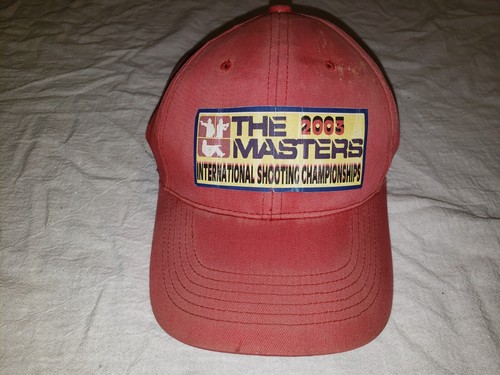 THE 2005
MASTERS
INTERNATIONAL SHOOTING CHAMPIONSHIPS